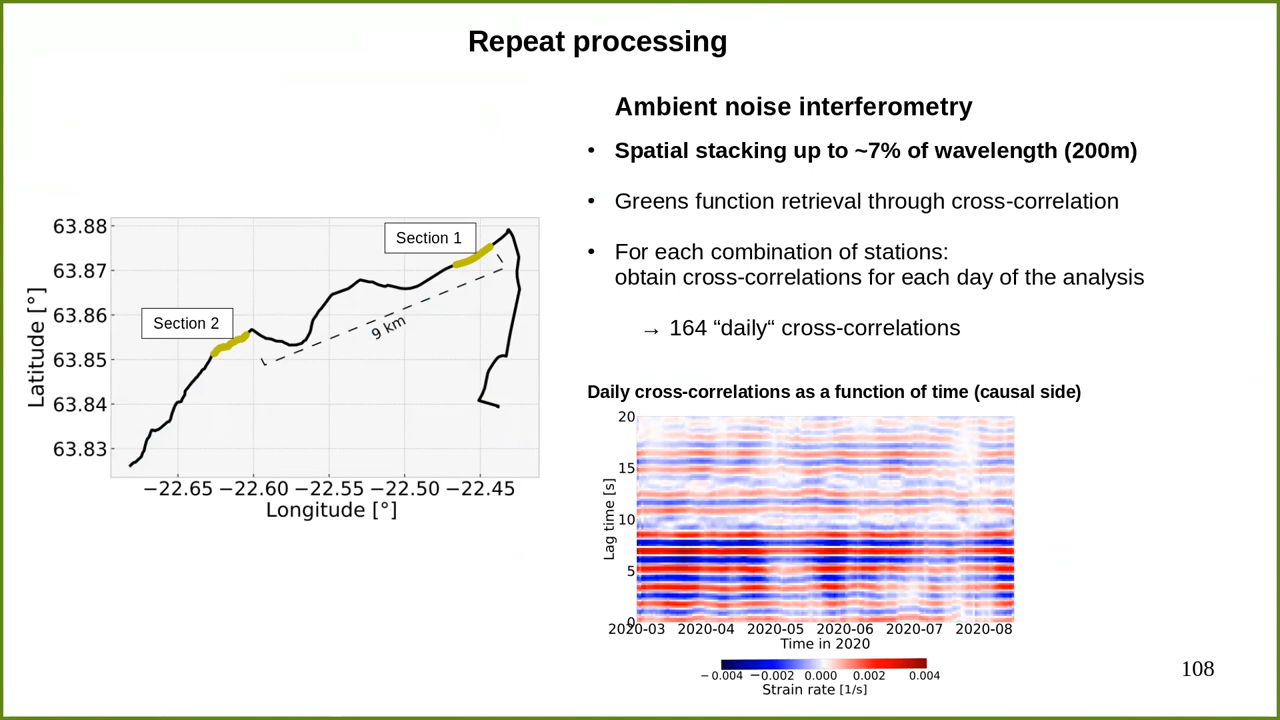 Repeat processing
Ambient noise interferometry
• Spatial stacking up to ~7% of wavelength (200m)
• Greens function retrieval through cross-correlation
• For each combination of stations:
obtain cross-correlations for each day of the analysis
→ 164 “daily“ cross-correlations
63.88
63.87
63.86
63.85
63.84
63.83
Latitude [°]
Section 1
Section 2
9 km
−22.65 −22.60 −22.55 −22.50 −22.45
Longitude [°]
Daily cross-correlations as a function of time (causal side)
20
15
10
5
0
Lag time [s]
2020-03 2020-04 2020-05 2020-06 2020-07 2020-08
Time in 2020
−0.004 −0.002 0.000 0.002 0.004
Strain rate [1/s]
108